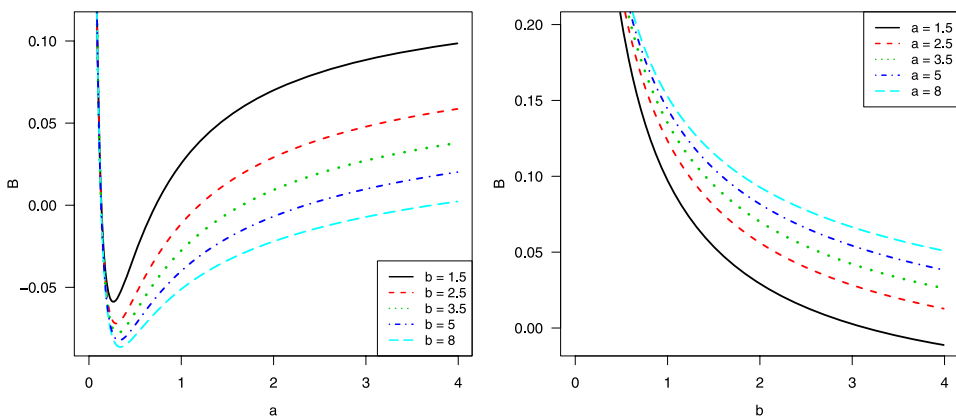 B
0.10
0.05
0.00
−0.05
0
1
2
3
4
a
b = 1.5
b = 2.5
b = 3.5
b = 5
b = 8
B
0.20
0.15
0.10
0.05
0.00
0
1
2
3
4
b
a = 1.5
a = 2.5
a = 3.5
a = 5
a = 8